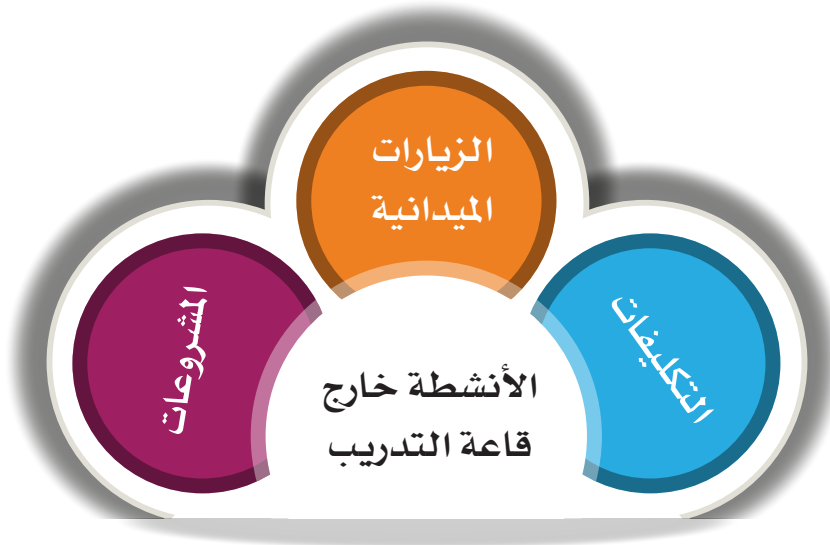 الزيارات
الميدانية
التكليفات
المشروعات
الأنشطة خارج
قاعة التدريب